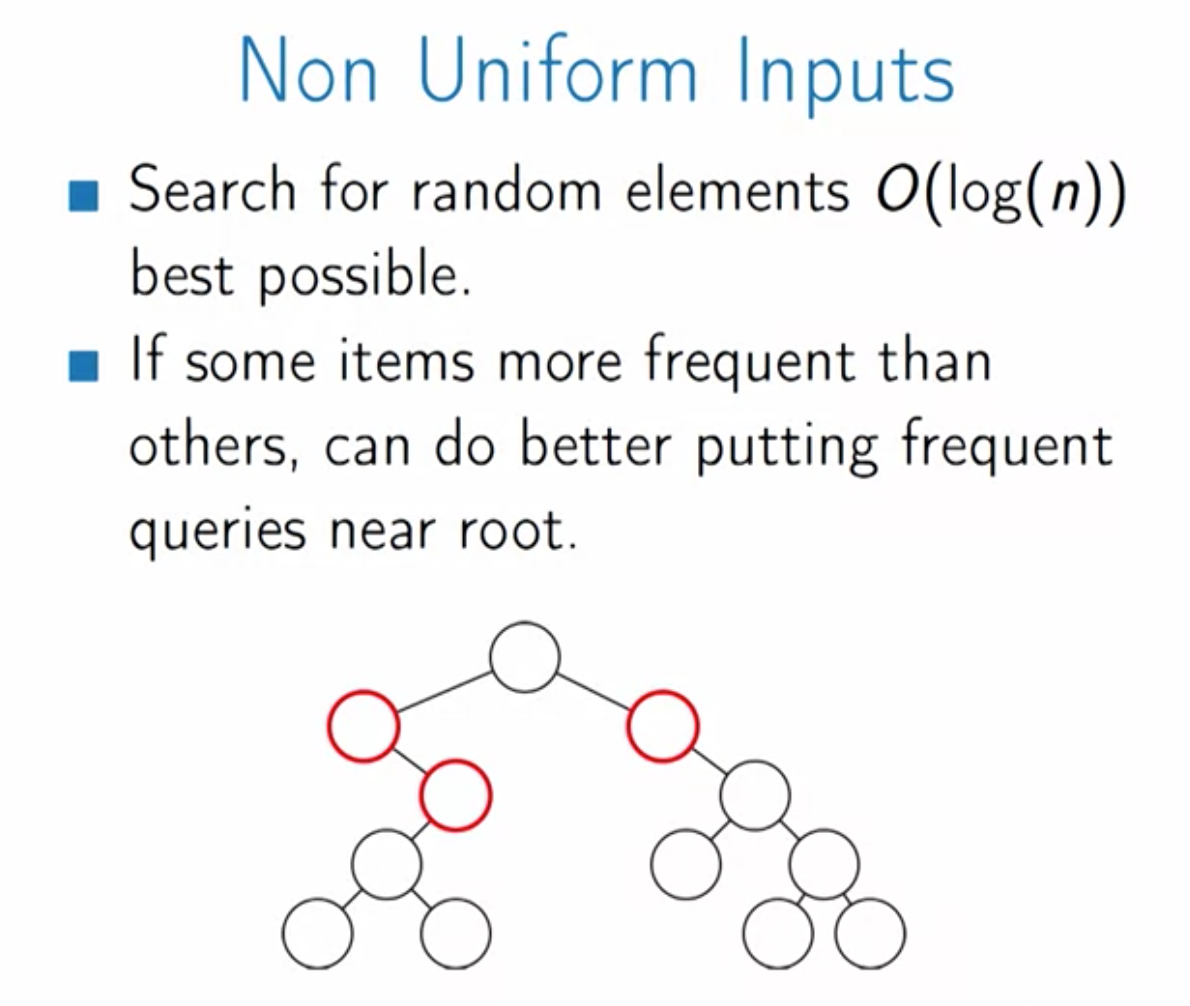 Non Uniform Inputs
Search for random elements O(log(n))
best possible.
If some items more frequent than
others, can do better putting frequent
queries near root.